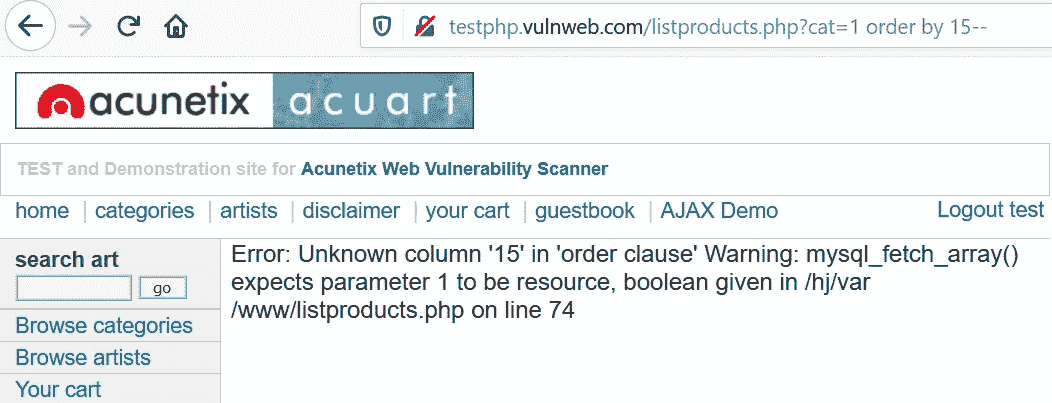 testphp.vulnweb.com/listproducts.php?cat=1 order by 15--
acunetix acuart
TEST and Demonstration site for Acunetix Web Vulnerability Scanner
home | categories | artists | disclaimer | your cart | guestbook | AJAX Demo Logout test
search art
go
Browse categories
Browse artists
Your cart
Error: Unknown column '15' in 'order clause' Warning: mysql_fetch_array()
expects parameter 1 to be resource, boolean given in /hj/var
/www/listproducts.php on line 74